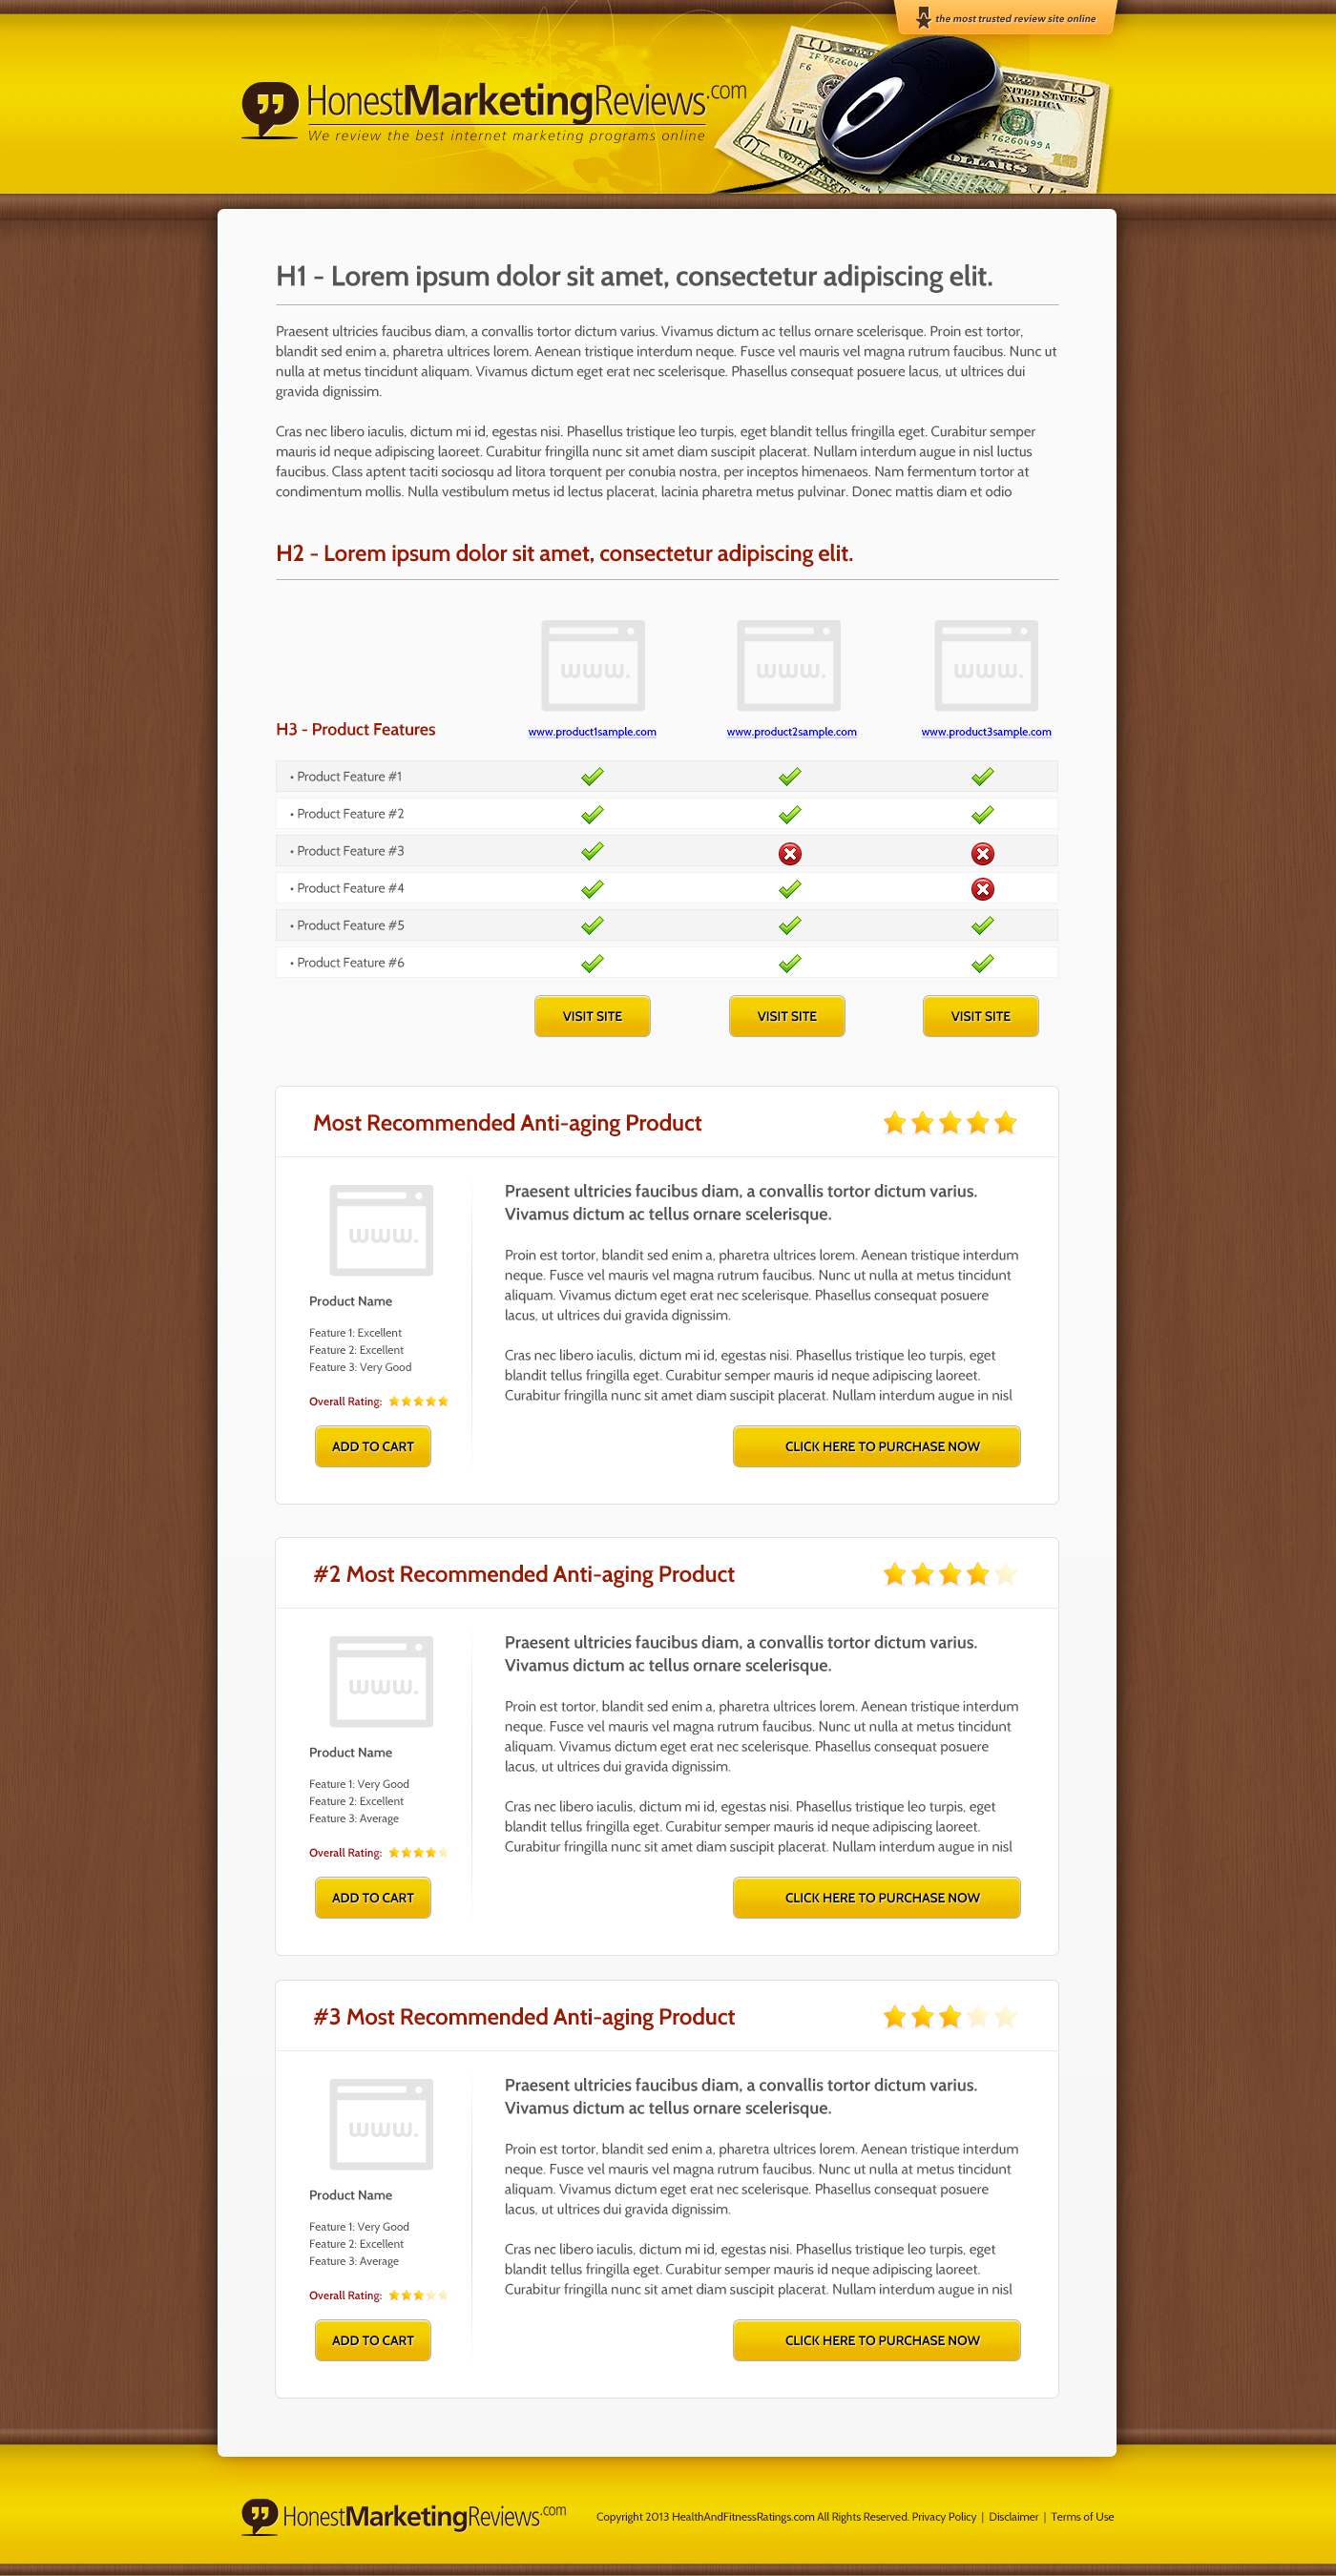 the most trusted review site online
HonestMarketingReviews.com
We review the best internet marketing programs online
H1 - Lorem ipsum dolor sit amet, consectetur adipiscing elit.
Praesent ultricies faucibus diam, a convallis tortor dictum varius. Vivamus dictum ac tellus ornare scelerisque. Proin est tortor,
blandit sed enim a, pharetra ultrices lorem. Aenean tristique interdum neque. Fusce vel mauris vel magna rutrum faucibus. Nunc ut
nulla at metus tincidunt aliquam. Vivamus dictum eget erat nec scelerisque. Phasellus consequat posuere lacus, ut ultrices dui
gravida dignissim.
Cras nec libero iaculis, dictum mi id, egestas nisi. Phasellus tristique leo turpis, eget blandit tellus fringilla eget. Curabitur semper
mauris id neque adipiscing laoreet. Curabitur fringilla nunc sit amet diam suscipit placerat. Nullam interdum augue in nisl luctus
faucibus. Class aptent taciti sociosqu ad litora torquent per conubia nostra, per inceptos himenaeos. Nam fermentum tortor at
condimentum mollis. Nulla vestibulum metus id lectus placerat, lacinia pharetra metus pulvinar. Donec mattis diam et odio
H2 - Lorem ipsum dolor sit amet, consectetur adipiscing elit.
www. www. www.
H3 - Product Features www.product1sample.com www.product2sample.com www.product3sample.com
• Product Feature #1
• Product Feature #2
• Product Feature #3
• Product Feature #4
• Product Feature #5
• Product Feature #6
VISIT SITE VISIT SITE VISIT SITE
Most Recommended Anti-aging Product
www.
Product Name
Feature 1: Excellent
Feature 2: Excellent
Feature 3: Very Good
Overall Rating:
ADD TO CART
Praesent ultricies faucibus diam, a convallis tortor dictum varius.
Vivamus dictum ac tellus ornare scelerisque.
Proin est tortor, blandit sed enim a, pharetra ultrices lorem. Aenean tristique interdum
neque. Fusce vel mauris vel magna rutrum faucibus. Nunc ut nulla at metus tincidunt
aliquam. Vivamus dictum eget erat nec scelerisque. Phasellus consequat posuere
lacus, ut ultrices dui gravida dignissim.
Cras nec libero iaculis, dictum mi id, egestas nisi. Phasellus tristique leo turpis, eget
blandit tellus fringilla eget. Curabitur semper mauris id neque adipiscing laoreet.
Curabitur fringilla nunc sit amet diam suscipit placerat. Nullam interdum augue in nisl
CLICK HERE TO PURCHASE NOW
#2 Most Recommended Anti-aging Product
www.
Product Name
Feature 1: Very Good
Feature 2: Excellent
Feature 3: Average
Overall Rating:
ADD TO CART
Praesent ultricies faucibus diam, a convallis tortor dictum varius.
Vivamus dictum ac tellus ornare scelerisque.
Proin est tortor, blandit sed enim a, pharetra ultrices lorem. Aenean tristique interdum
neque. Fusce vel mauris vel magna rutrum faucibus. Nunc ut nulla at metus tincidunt
aliquam. Vivamus dictum eget erat nec scelerisque. Phasellus consequat posuere
lacus, ut ultrices dui gravida dignissim.
Cras nec libero iaculis, dictum mi id, egestas nisi. Phasellus tristique leo turpis, eget
blandit tellus fringilla eget. Curabitur semper mauris id neque adipiscing laoreet.
Curabitur fringilla nunc sit amet diam suscipit placerat. Nullam interdum augue in nisl
CLICK HERE TO PURCHASE NOW
#3 Most Recommended Anti-aging Product
www.
Product Name
Feature 1: Very Good
Feature 2: Excellent
Feature 3: Average
Overall Rating:
ADD TO CART
Praesent ultricies faucibus diam, a convallis tortor dictum varius.
Vivamus dictum ac tellus ornare scelerisque.
Proin est tortor, blandit sed enim a, pharetra ultrices lorem. Aenean tristique interdum
neque. Fusce vel mauris vel magna rutrum faucibus. Nunc ut nulla at metus tincidunt
aliquam. Vivamus dictum eget erat nec scelerisque. Phasellus consequat posuere
lacus, ut ultrices dui gravida dignissim.
Cras nec libero iaculis, dictum mi id, egestas nisi. Phasellus tristique leo turpis, eget
blandit tellus fringilla eget. Curabitur semper mauris id neque adipiscing laoreet.
Curabitur fringilla nunc sit amet diam suscipit placerat. Nullam interdum augue in nisl
CLICK HERE TO PURCHASE NOW
HonestMarketingReviews.com
Copyright 2013 HealthAndFitnessRatings.com All Rights Reserved. Privacy Policy | Disclaimer | Terms of Use